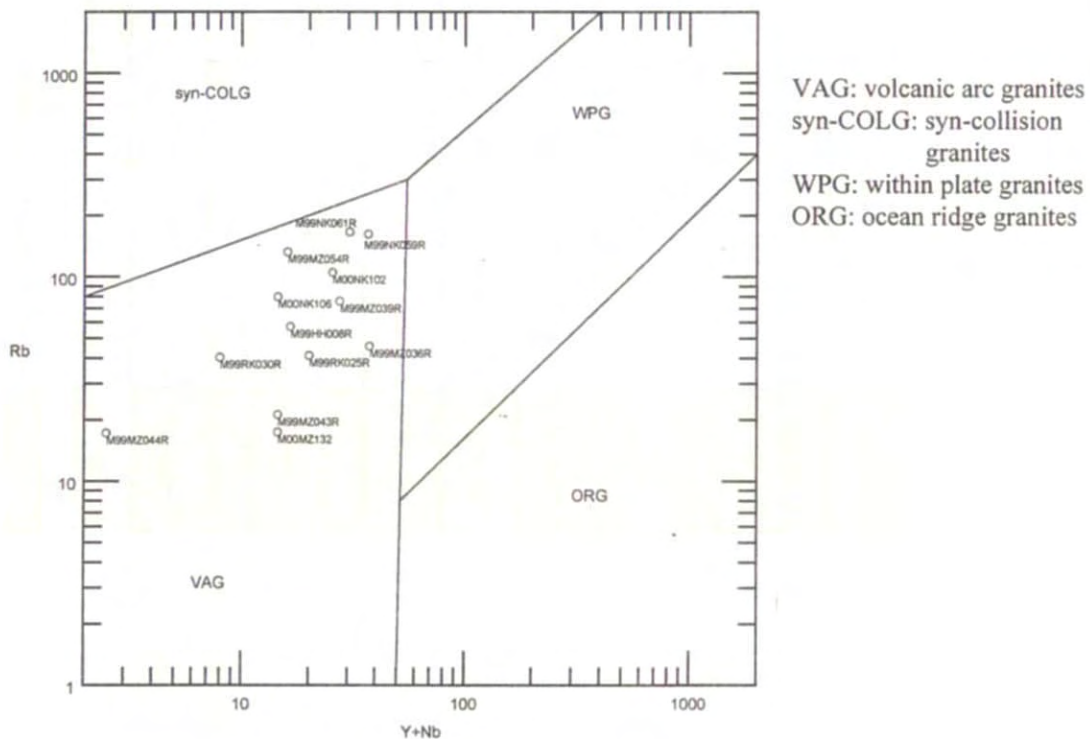 1000
syn-COLG
WPG
VAG: volcanic arc granites
syn-COLG: syn-collision
granites
WPG: within plate granites
ORG: ocean ridge granites
M99NK061R
M99NK059R
M99MZ054R
M00NK102
100
M00NK106
M99MZ039R
M99HH008R
Rb
M99MZ036R
M99RK030R
M99RK025R
M99MZ043R
M99MZ044R
M00MZ132
10
ORG
VAG
1
10
100
1000
Y+Nb